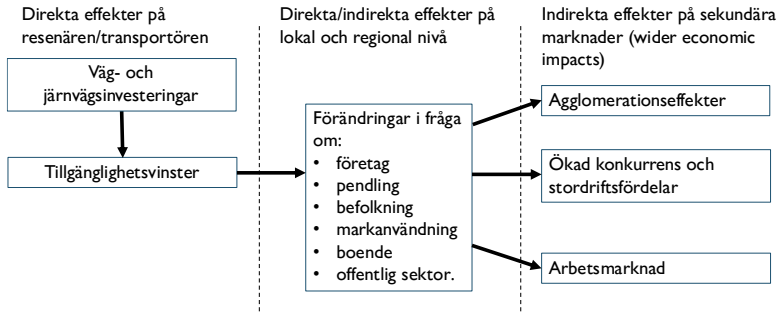 Direkta effekter på
resenären/transportören
Väg- och
järnvägsinvesteringar
Tillgänglighetsvinster
Direkta/indirekta effekter på
lokal och regional nivå
Förändringar i fråga
om:
• företag
• pendling
• befolkning
• markanvändning
• boende
• offentlig sektor.
Indirekta effekter på sekundära
marknader (wider economic
impacts)
Agglomerationseffekter
Ökad konkurrens och
stordriftsfördelar
Arbetsmarknad